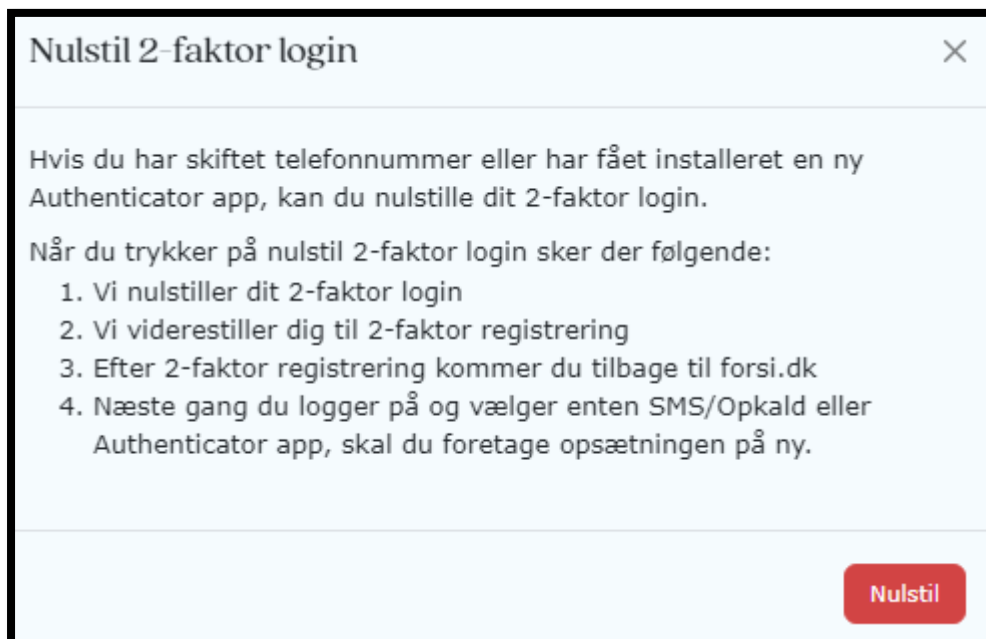 Nulstil 2-faktor login
Hvis du har skiftet telefonnummer eller har fået installeret en ny
Authenticator app, kan du nulstille dit 2-faktor login.
Når du trykker på nulstil 2-faktor login sker der følgende:
1. Vi nulstiller dit 2-faktor login
2. Vi viderestiller dig til 2-faktor registrering
3. Efter 2-faktor registrering kommer du tilbage til forsi.dk
4. Næste gang du logger på og vælger enten SMS/Opkald eller
Authenticator app, skal du foretage opsætningen på ny.
Nulstil